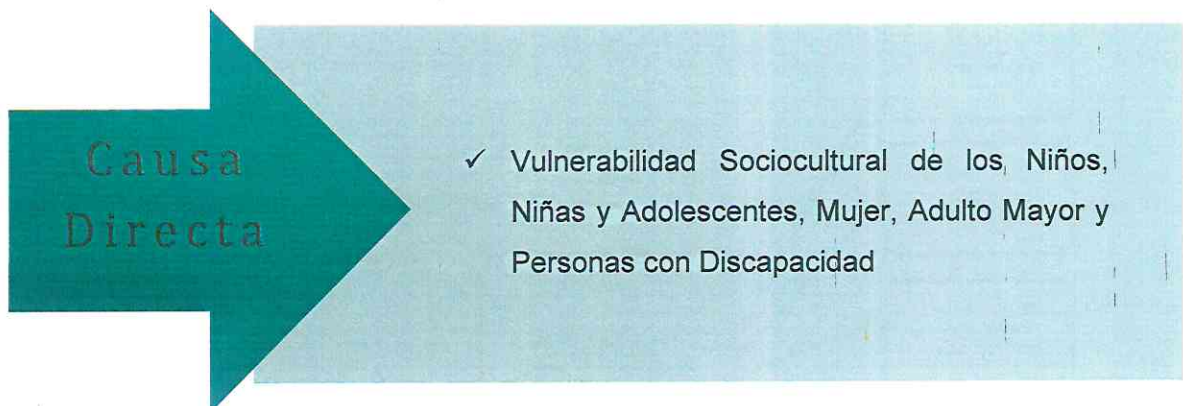 Causa
Directa
✓ Vulnerabilidad Sociocultural de los Niños,
Niñas y Adolescentes, Mujer, Adulto Mayor y
Personas con Discapacidad